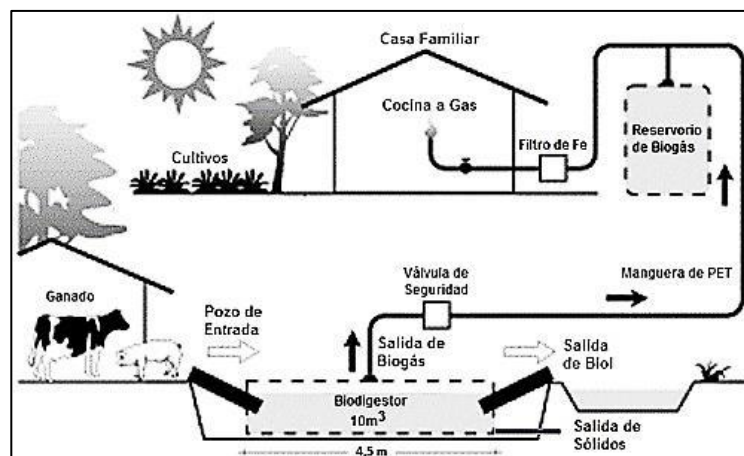 Casa Familiar
Cocina a Gas
Filtro de Fe
Reservorio
de Biogás
Cultivos
Manguera de PET
Válvula de
Seguridad
Ganado
Pozo de
Entrada
Salida de
Biogás
Salida
de Biol
Biodigestor
10m³
Salida de
Sólidos
4.5 m